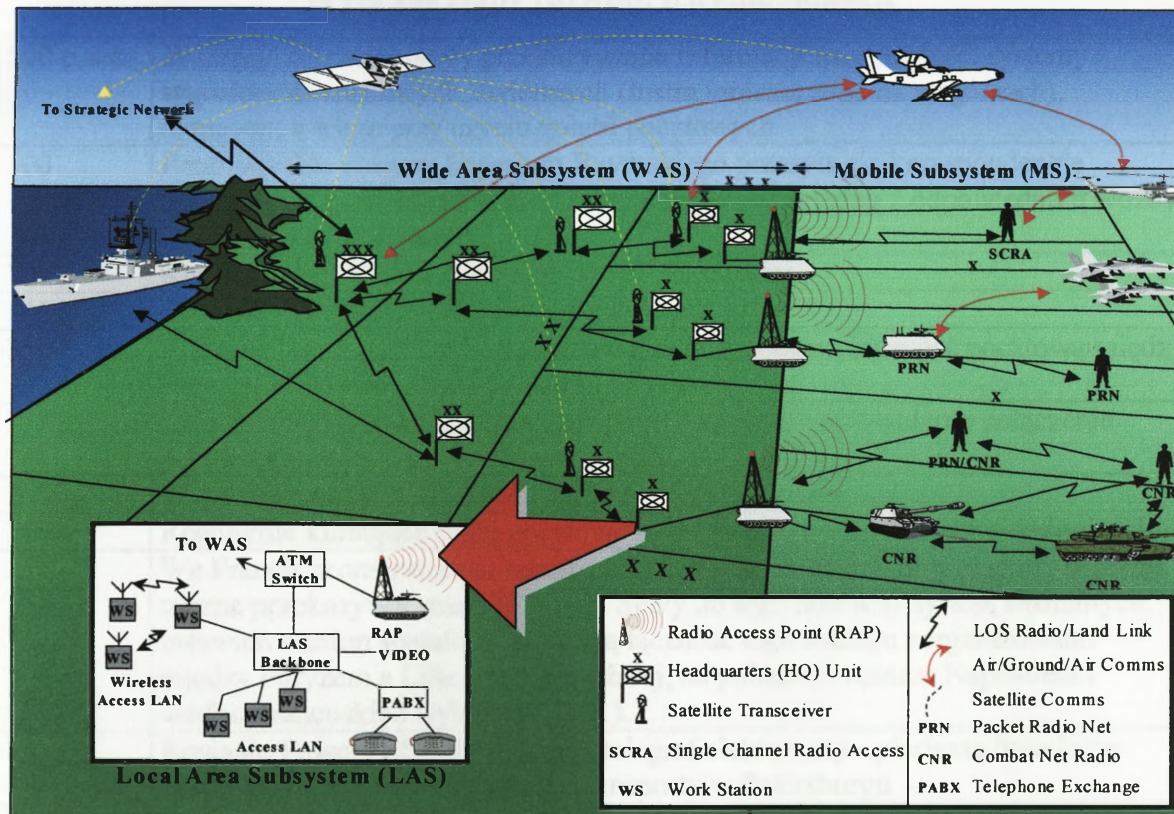 To Strategic Network
Wide Area Subsystem (WAS)
Mobile Subsystem (MS)
X X X
XX
X
X
XXX
XX
SCRA
X
X
X
X X
PRN
PRN
X
XX
X
X
PRN/CNR
CNR
CNR
CNR
X X X
To WAS
ATM
Switch
WS
WS
WS
RAP
LAS
Backbone
VIDEO
Wireless
Access LAN
WS
WS
WS
PABX
Access LAN
Local Area Subsystem (LAS)
Radio Access Point (RAP)
X
Headquarters (HQ) Unit
Satellite Transceiver
SCRA Single Channel Radio Access
WS Work Station
LOS Radio/Land Link
Air/Ground/Air Comms
Satellite Comms
PRN Packet Radio Net
CNR Combat Net Radio
PABX Telephone Exchange